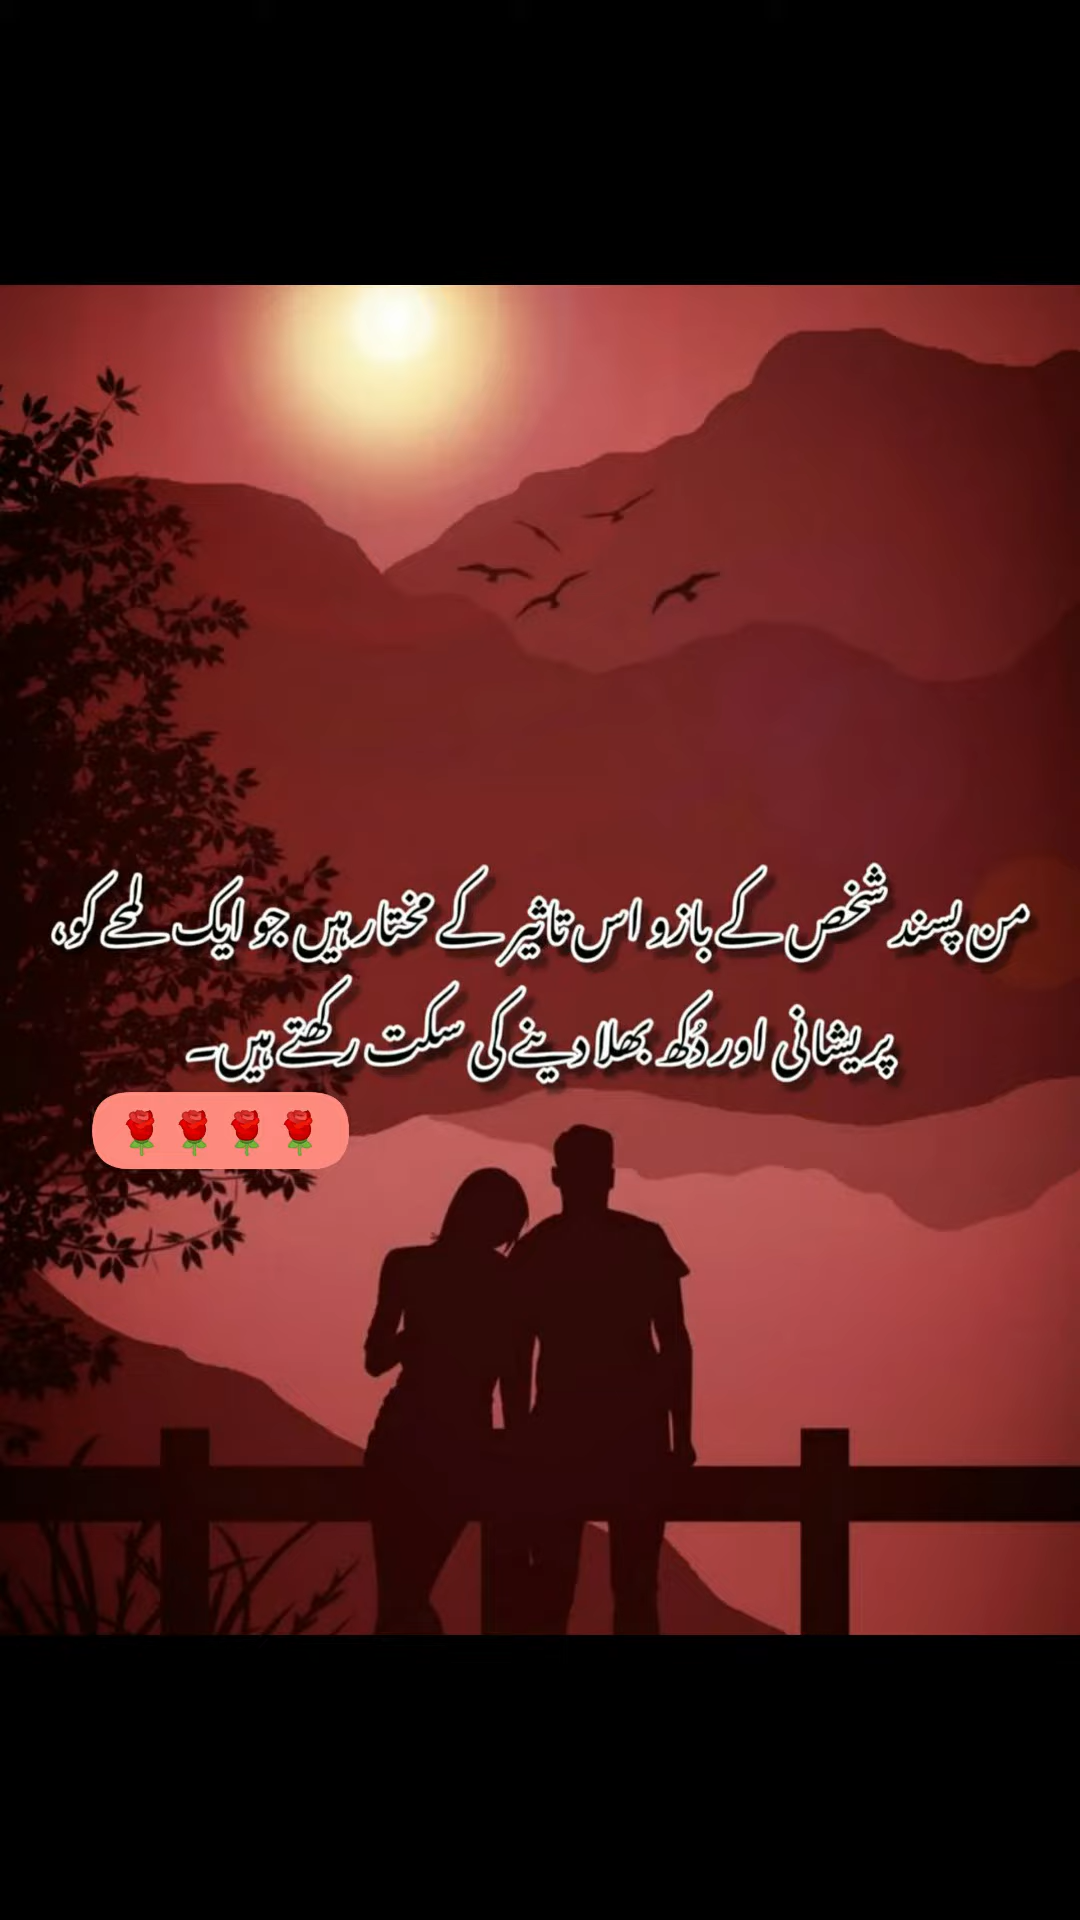 من پسند شخص کے بازو اس تاثیر کے مختار ہیں جو ایک لمحے کو،
پریشانی اور دُکھ بھلا دینے کی سکت رکھتے ہیں۔
🌹🌹🌹🌹